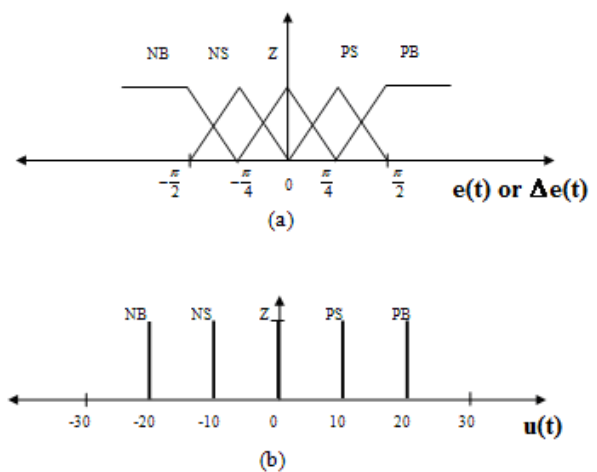 NB NS Z PS PB
-π/2 -π/4 0 π/4 π/2
e(t) or Δe(t)
(a)
NB NS Z PS PB
-30 -20 -10 0 10 20 30
u(t)
(b)